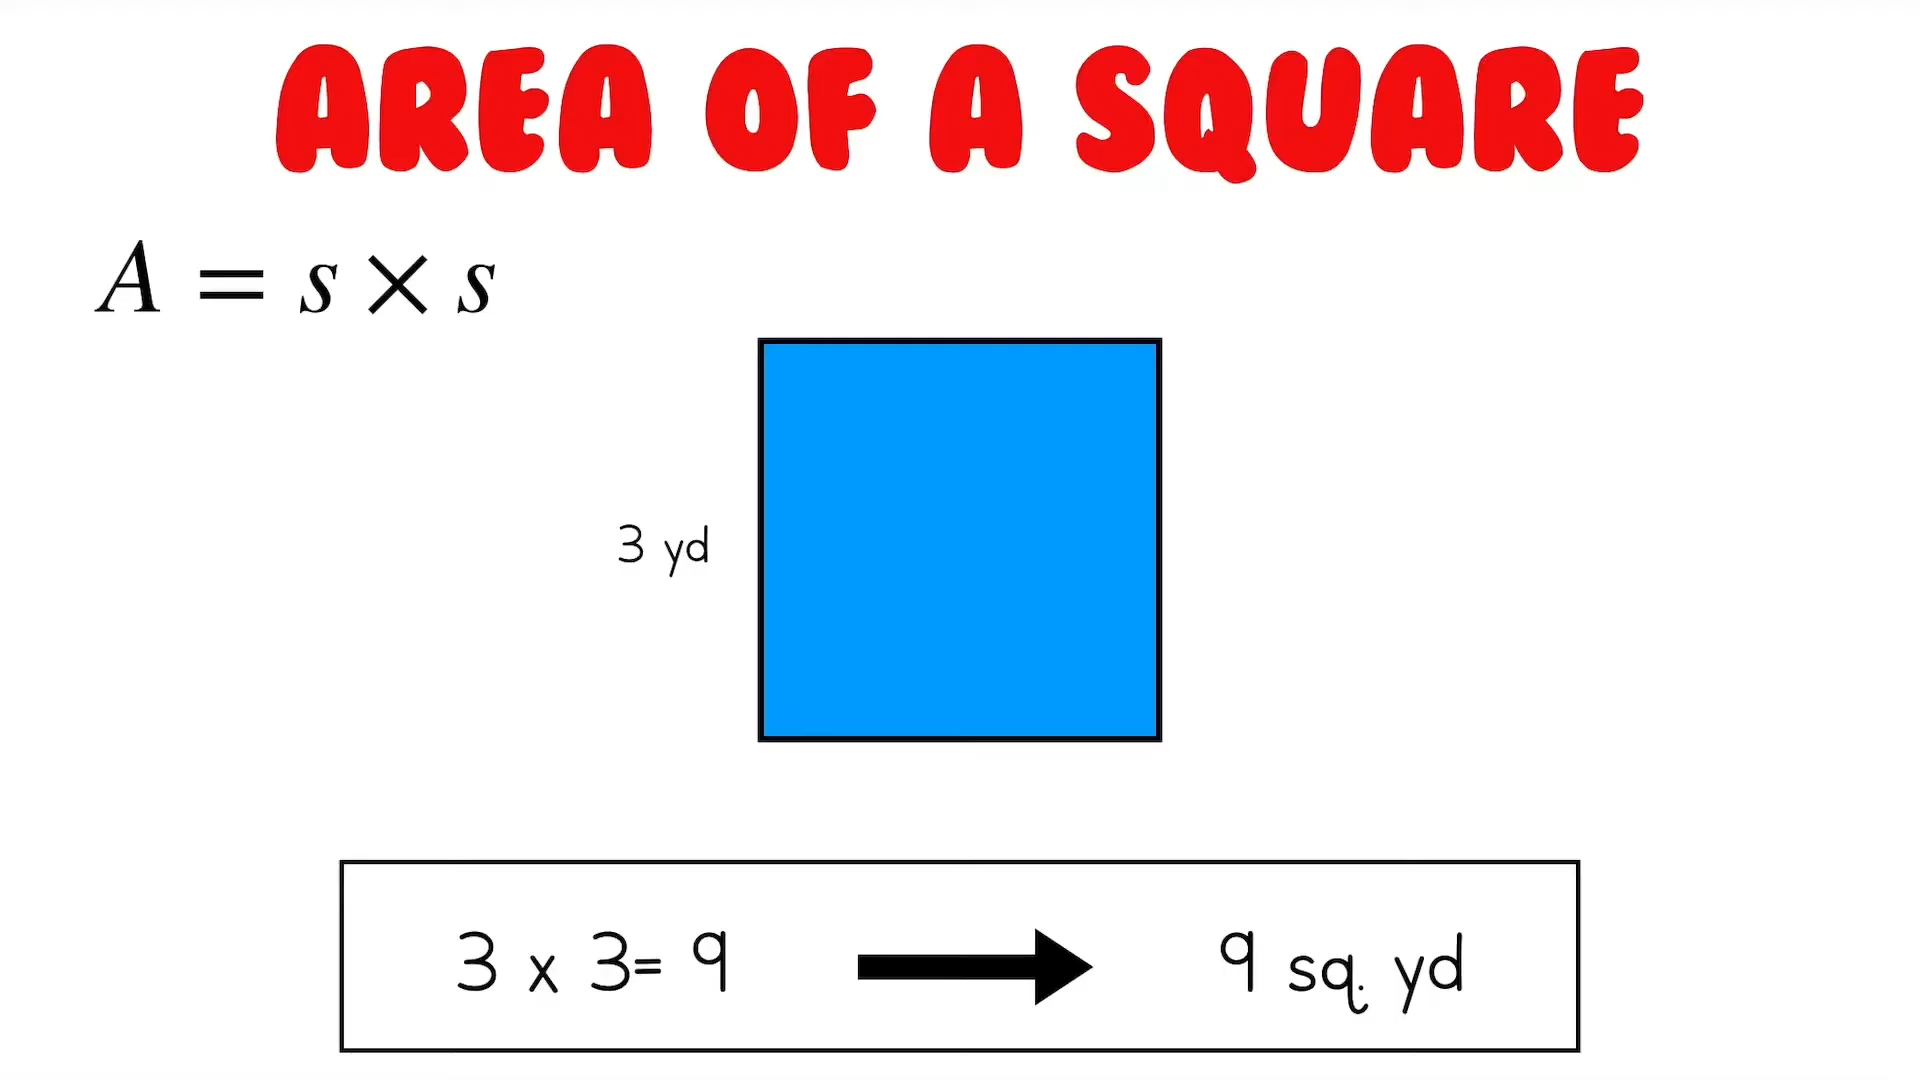 AREA OF A SQUARE
A = s × s
3 yd
3 x 3= 9 → 9 sq. yd